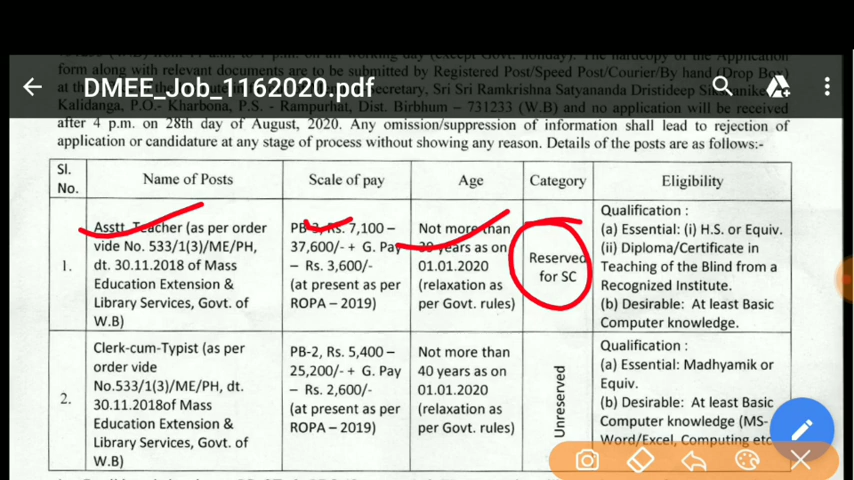 DMEE_Job_1162020.pdf
form along with relevant documents are to be submitted by Registered Post/Speed Post/Courier/By hand (Drop Box)
Secretary, Sri Sri Ramkrishna Satyananda Dristideep
Kalidanga, P.O.- Kharbona, P.S. - Rampurhat, Dist. Birbhum – 731233 (W.B) and no application will be received
after 4 p.m. on 28th day of August, 2020. Any omission/suppression of information shall lead to rejection of
application or candidature at any stage of process without showing any reason. Details of the posts are as follows:-
Sl. No. Name of Posts Scale of pay Age Category Eligibility
1.
Asstt. Teacher (as per order
vide No. 533/1(3)/ME/PH,
dt. 30.11.2018 of Mass
Education Extension &
Library Services, Govt. of
W.B)
PB-3, Rs. 7,100 –
37,600/- + G. Pay
– Rs. 3,600/-
(at present as per
ROPA – 2019)
Not more than
years as on
01.01.2020
(relaxation as
per Govt. rules)
Reserved
for SC
Qualification :
(a) Essential: (i) H.S. or Equiv.
(ii) Diploma/Certificate in
Teaching of the Blind from a
Recognized Institute.
(b) Desirable: At least Basic
Computer knowledge.
2.
Clerk-cum-Typist (as per
order vide
No.533/1(3)/ME/PH, dt.
30.11.2018of Mass
Education Extension &
Library Services, Govt. of
W.B)
PB-2, Rs. 5,400 –
25,200/- + G. Pay
– Rs. 2,600/-
(at present as per
ROPA – 2019)
Not more than
40 years as on
01.01.2020
(relaxation as
per Govt. rules)
Unreserved
Qualification :
(a) Essential: Madhyamik or
Equiv.
(b) Desirable: At least Basic
Computer knowledge (MS-
Word/Excel, Computing etc